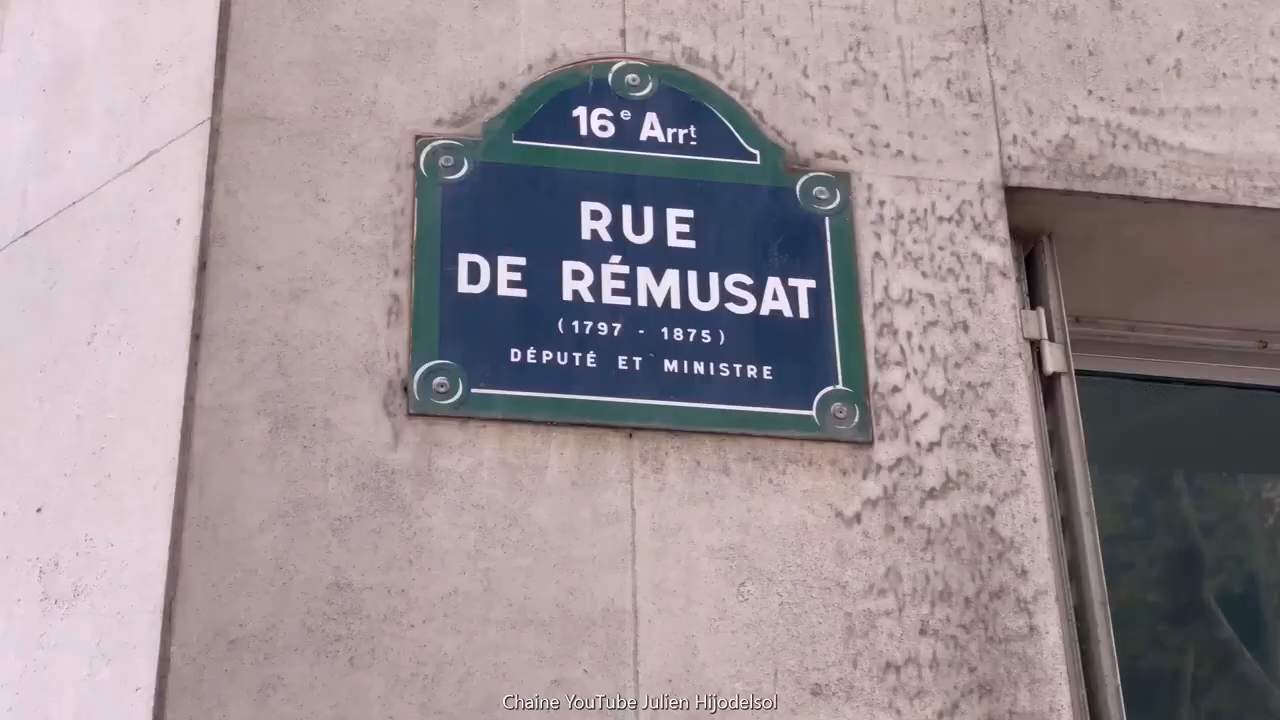 16e Arrt
RUE
DE RÉMUSAT
(1797 - 1875)
DÉPUTÉ ET MINISTRE
Chaine YouTube Julien Hijodelsol